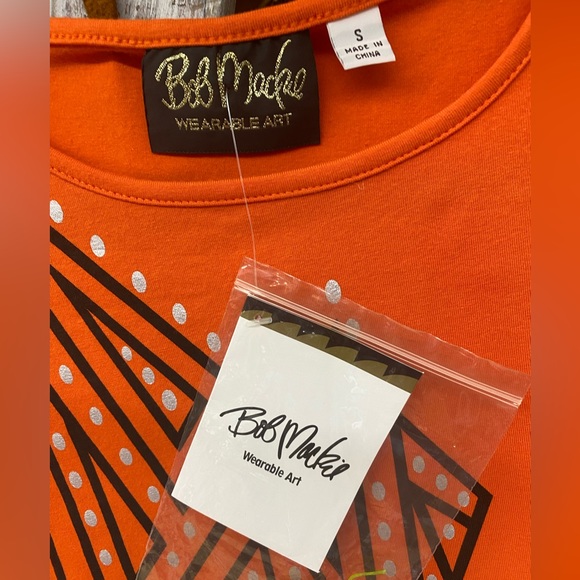 Bob Mackie
WEARABLE ART
S
MADE IN
CHINA
Bob Mackie
Wearable Art